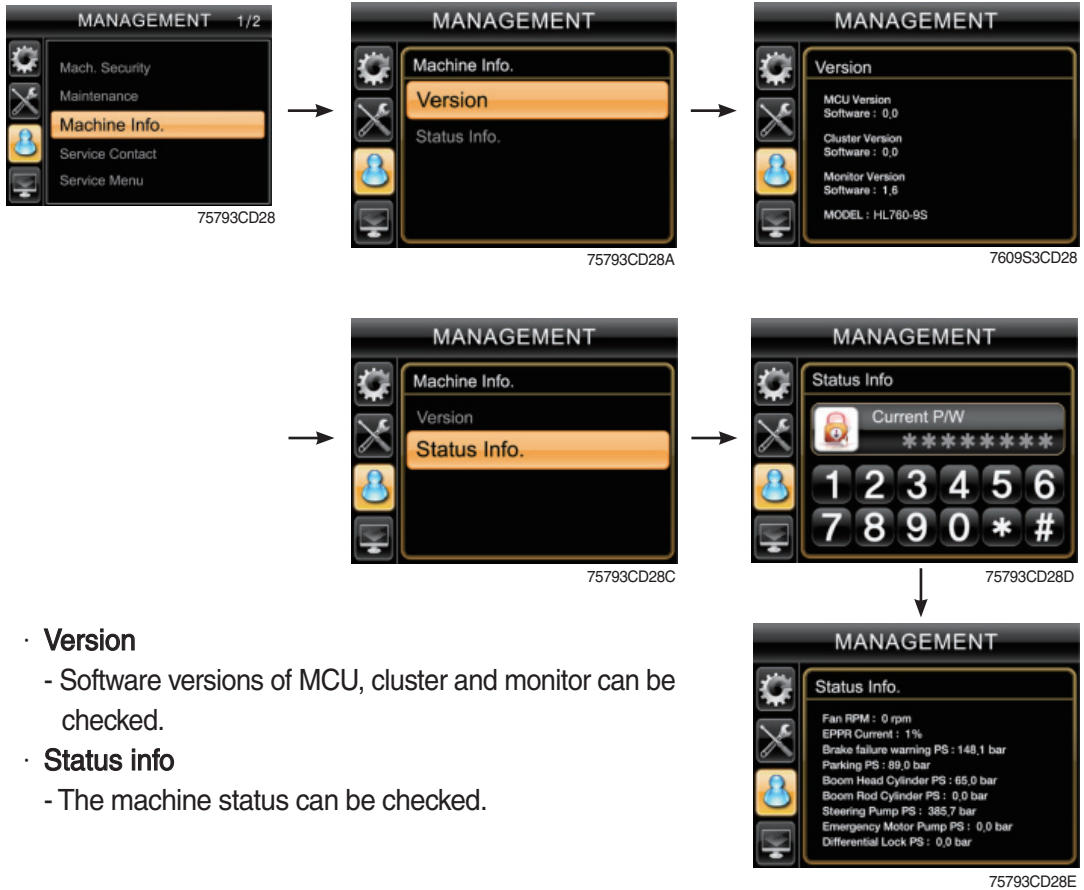 MANAGEMENT 1/2
Mach. Security
Maintenance
Machine Info.
Service Contact
Service Menu
75793CD28
MANAGEMENT
Machine Info.
Version
Status Info.
75793CD28A
MANAGEMENT
Version
MCU Version
Software : 0,0
Cluster Version
Software : 0,0
Monitor Version
Software : 1,6
MODEL : HL760-9S
7609S3CD28
MANAGEMENT
Machine Info.
Version
Status Info.
75793CD28C
MANAGEMENT
Status Info
Current P/W
********
1 2 3 4 5 6
7 8 9 0 * #
75793CD28D
· Version
- Software versions of MCU, cluster and monitor can be
checked.
· Status info
- The machine status can be checked.
MANAGEMENT
Status Info.
Fan RPM : 0 rpm
EPPR Current : 1%
Brake failure warning PS : 148,1 bar
Parking PS : 89,0 bar
Boom Head Cylinder PS : 65,0 bar
Boom Rod Cylinder PS : 0,0 bar
Steering Pump PS : 385,7 bar
Emergency Motor Pump PS : 0,0 bar
Differential Lock PS : 0,0 bar
75793CD28E